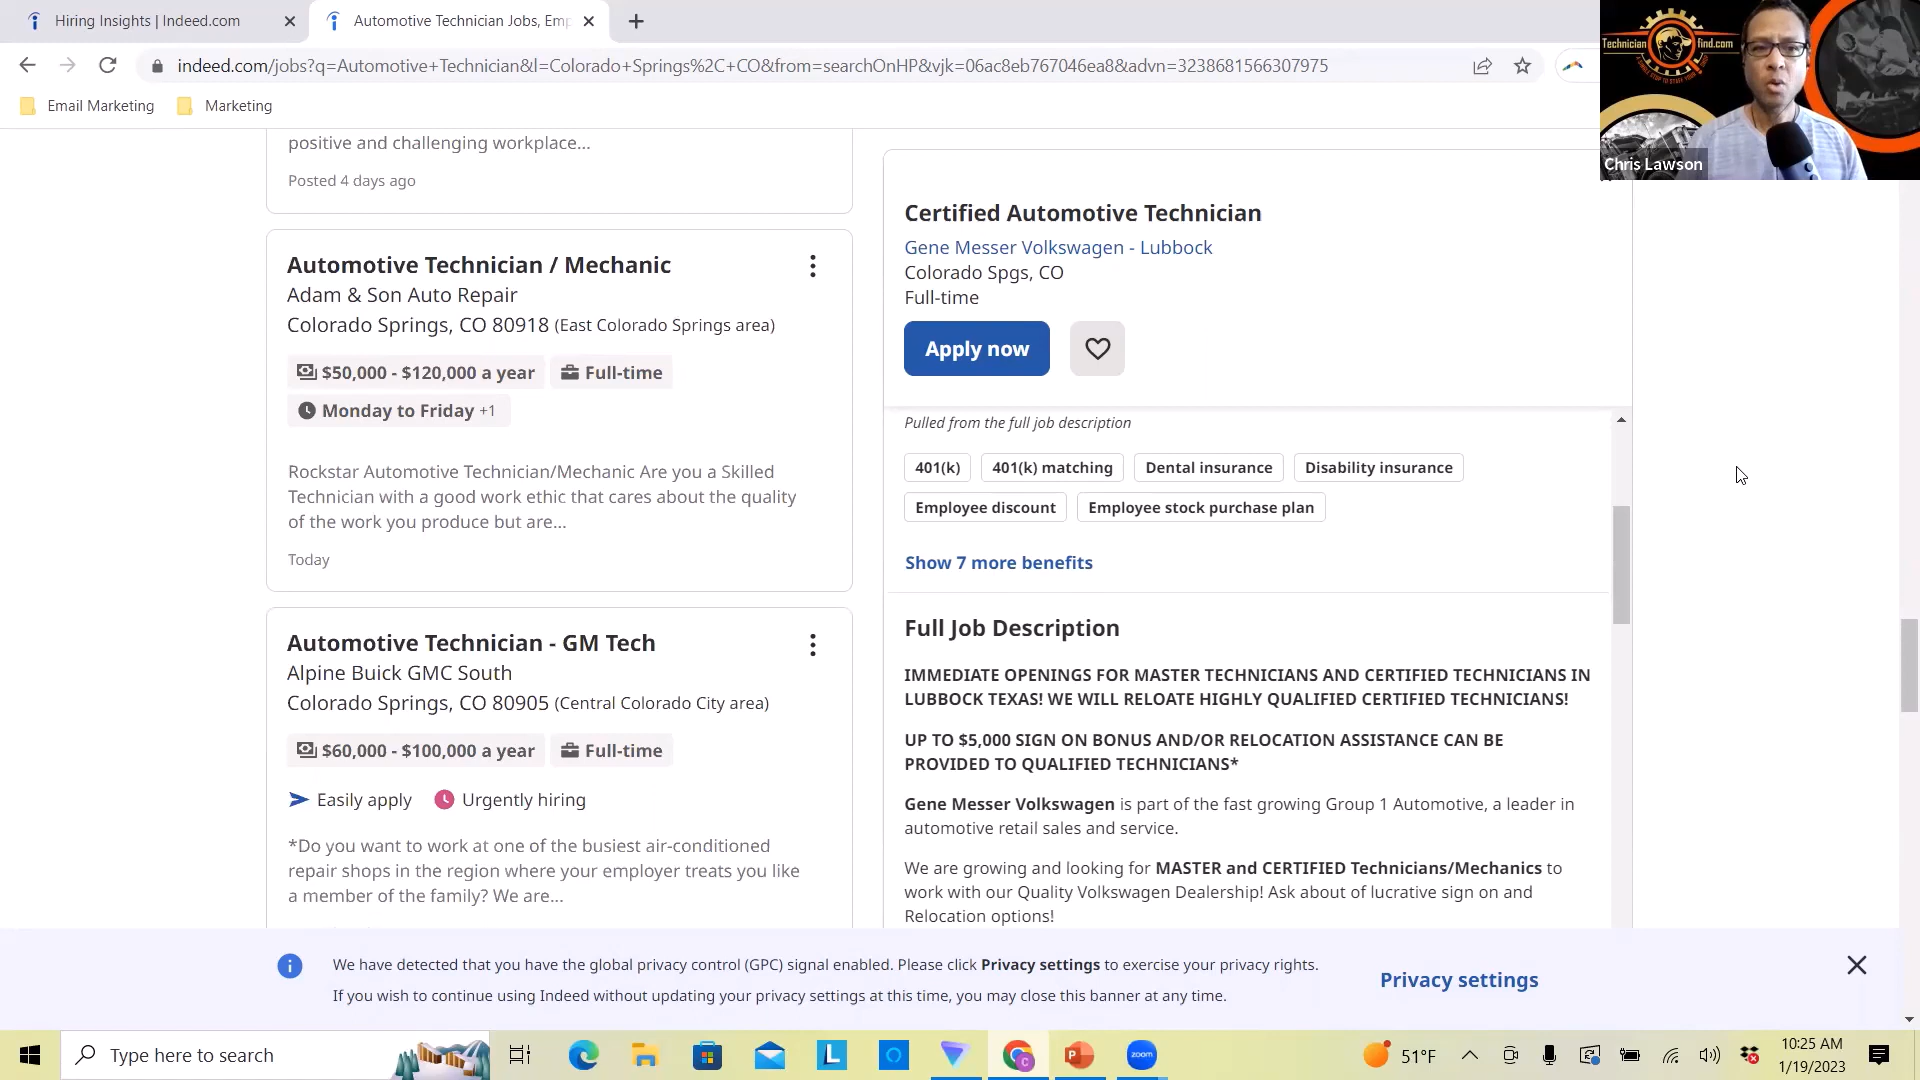 Hiring Insights | Indeed.com
Automotive Technician Jobs, Emp
indeed.com/jobs?q=Automotive+Technician&l=Colorado+Springs%2C+CO&from=searchOnHP&vjk=06ac8eb767046ea8&advn=3238681566307975
Email Marketing
Marketing
Technician find.com
Chris Lawson
positive and challenging workplace...
Posted 4 days ago
Automotive Technician / Mechanic
Adam & Son Auto Repair
Colorado Springs, CO 80918 (East Colorado Springs area)
$50,000 - $120,000 a year
Full-time
Monday to Friday +1
Rockstar Automotive Technician/Mechanic Are you a Skilled
Technician with a good work ethic that cares about the quality
of the work you produce but are...
Today
Automotive Technician - GM Tech
Alpine Buick GMC South
Colorado Springs, CO 80905 (Central Colorado City area)
$60,000 - $100,000 a year
Full-time
Easily apply
Urgently hiring
*Do you want to work at one of the busiest air-conditioned
repair shops in the region where your employer treats you like
a member of the family? We are...
Certified Automotive Technician
Gene Messer Volkswagen - Lubbock
Colorado Spgs, CO
Full-time
Apply now
Pulled from the full job description
401(k)
401(k) matching
Dental insurance
Disability insurance
Employee discount
Employee stock purchase plan
Show 7 more benefits
Full Job Description
IMMEDIATE OPENINGS FOR MASTER TECHNICIANS AND CERTIFIED TECHNICIANS IN
LUBBOCK TEXAS! WE WILL RELOATE HIGHLY QUALIFIED CERTIFIED TECHNICIANS!
UP TO $5,000 SIGN ON BONUS AND/OR RELOCATION ASSISTANCE CAN BE
PROVIDED TO QUALIFIED TECHNICIANS*
Gene Messer Volkswagen is part of the fast growing Group 1 Automotive, a leader in
automotive retail sales and service.
We are growing and looking for MASTER and CERTIFIED Technicians/Mechanics to
work with our Quality Volkswagen Dealership! Ask about of lucrative sign on and
Relocation options!
We have detected that you have the global privacy control (GPC) signal enabled. Please click Privacy settings to exercise your privacy rights.
If you wish to continue using Indeed without updating your privacy settings at this time, you may close this banner at any time.
Privacy settings
Type here to search
L
zoom
51°F
10:25 AM
1/19/2023